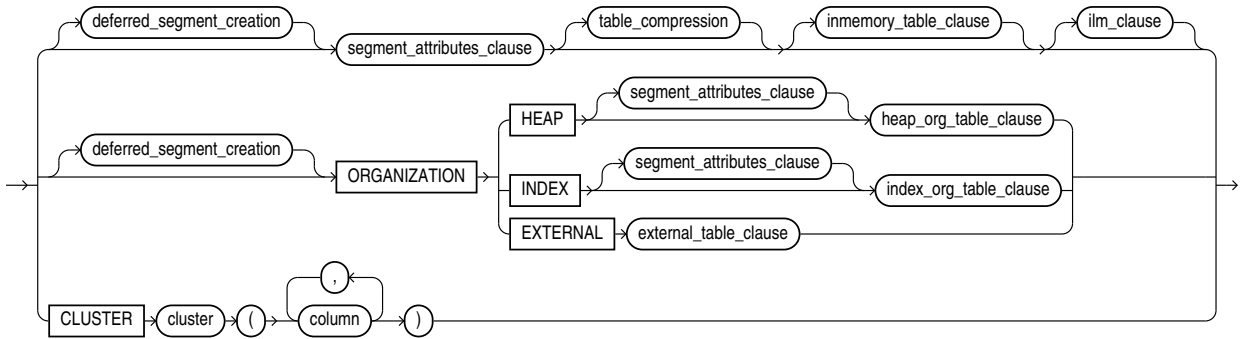 deferred_segment_creation table_compression inmemory_table_clause ilm_clause
segment_attributes_clause
segment_attributes_clause
HEAP heap_org_table_clause
deferred_segment_creation
segment_attributes_clause
ORGANIZATION
INDEX index_org_table_clause
EXTERNAL external_table_clause
,
CLUSTER cluster ( column )